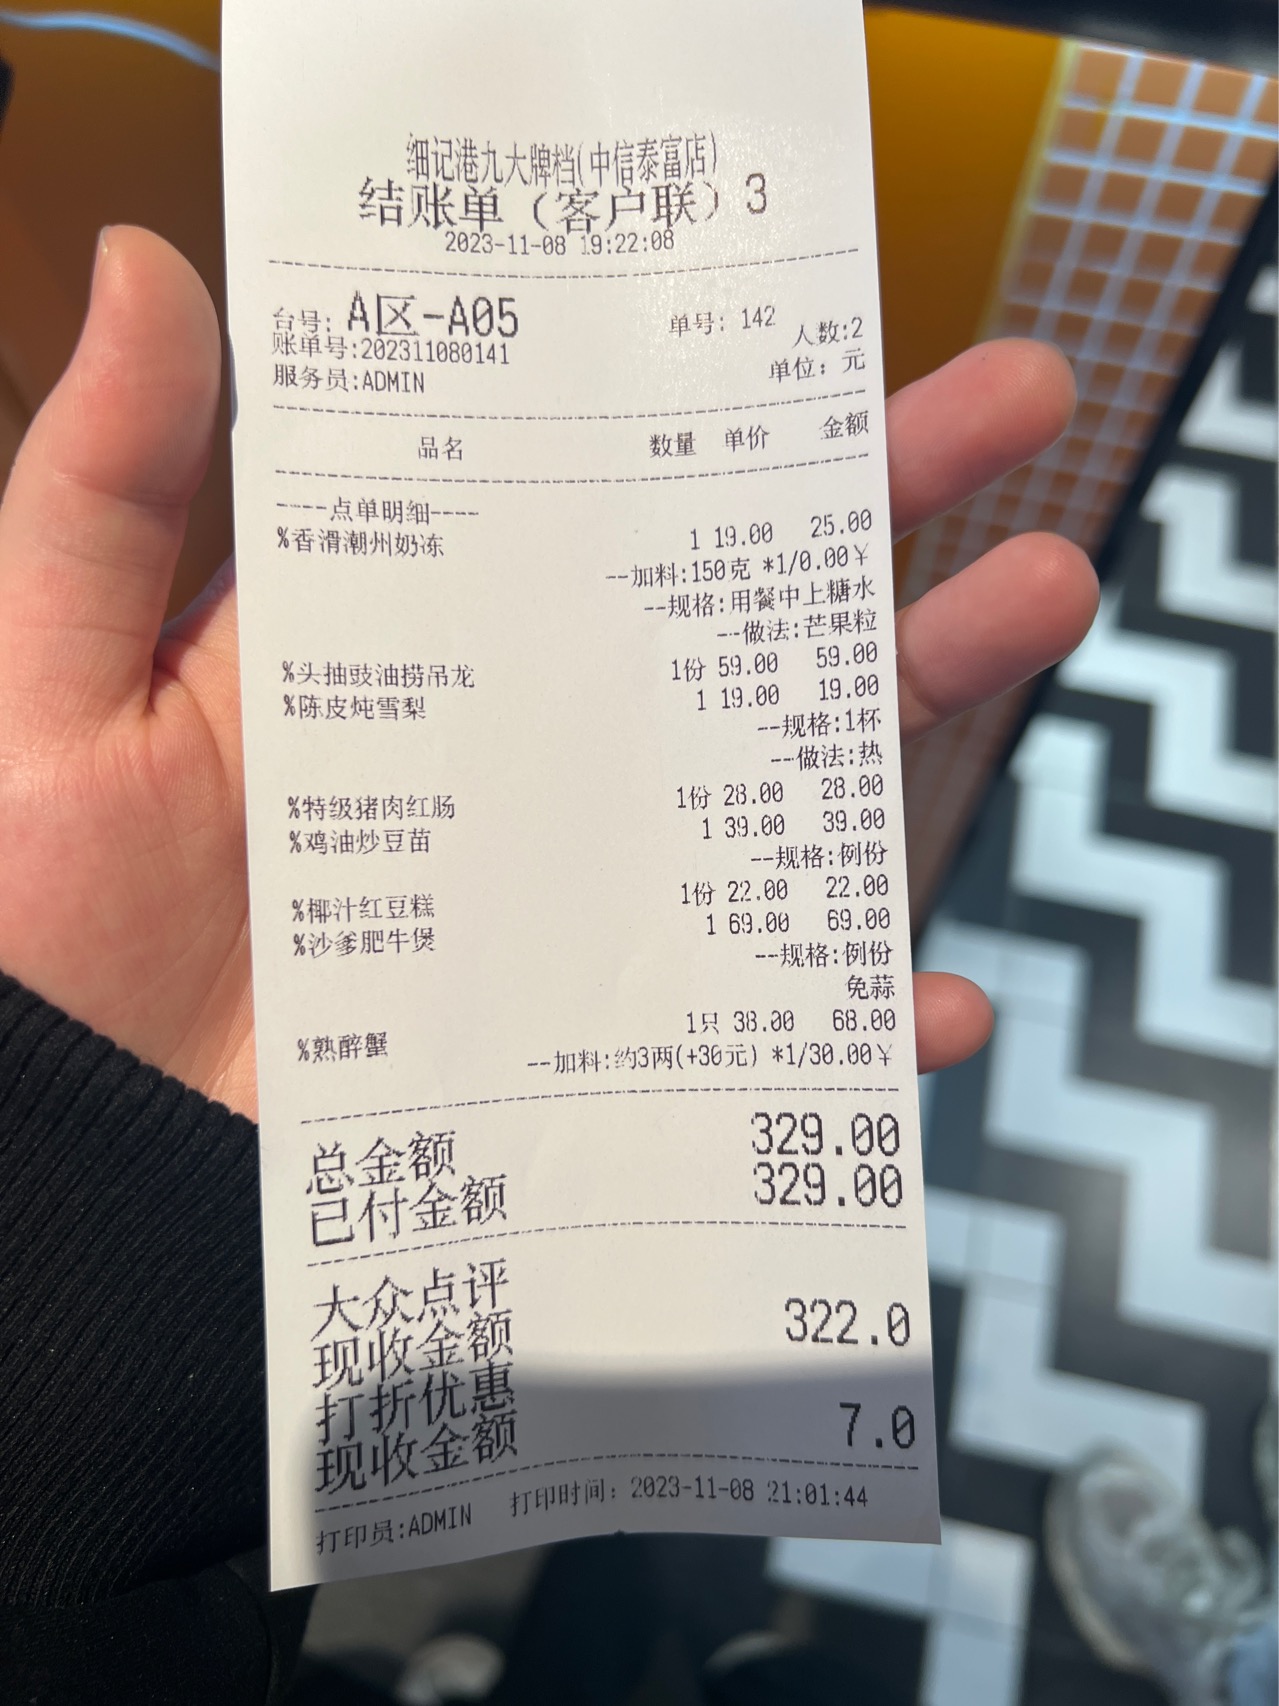 细记港九大牌档(中信泰富店)
结账单（客户联）3
2023-11-08 19:22:08
台号: A区-A05 单号: 142
账单号:202311080141 人数:2
服务员:ADMIN 单位: 元
品名 数量 单价 金额
----点单明细----
%香滑潮州奶冻 1 19.00 25.00
--加料:150克 *1/0.00￥
--规格:用餐中上糖水
--做法:芒果粒
%头抽豉油捞吊龙 1份 59.00 59.00
%陈皮炖雪梨 1 19.00 19.00
--规格:1杯
--做法:热
%特级猪肉红肠 1份 28.00 28.00
%鸡油炒豆苗 1 39.00 39.00
--规格:例份
%椰汁红豆糕 1份 22.00 22.00
%沙爹肥牛煲 1 69.00 69.00
--规格:例份
免蒜
%熟醉蟹 1只 38.00 68.00
--加料:约3两(+30元) *1/30.00￥
总金额 329.00
已付金额 329.00
大众点评
现收金额 322.0
打折优惠
现收金额 7.0
打印员:ADMIN 打印时间: 2023-11-08 21:01:44